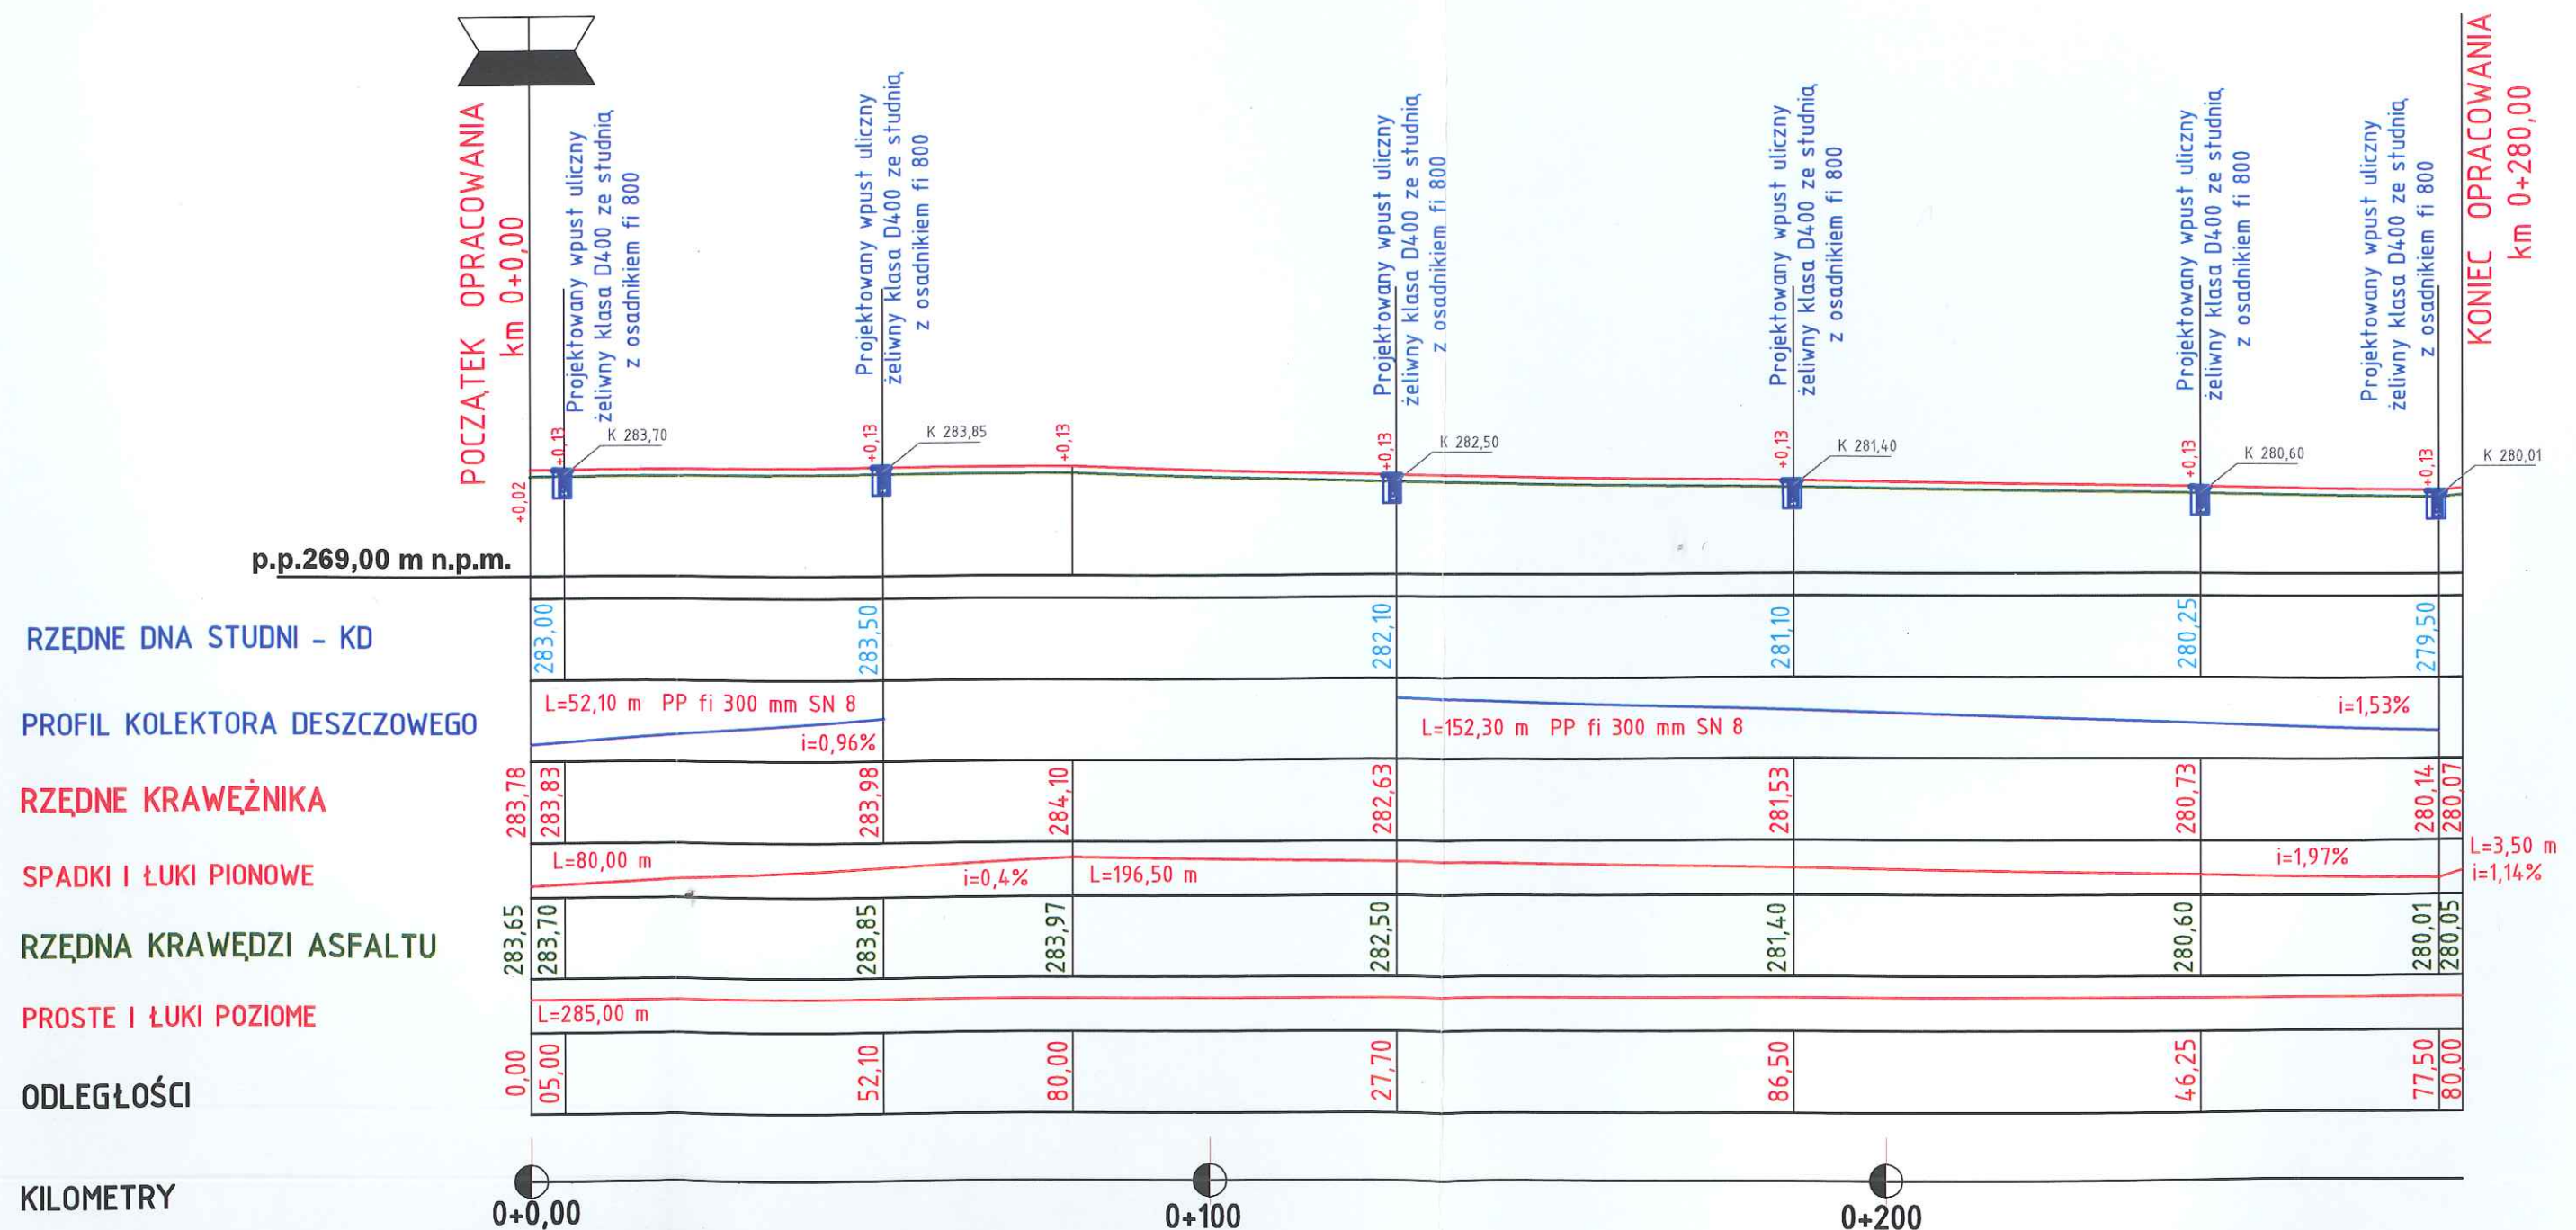 POCZĄTEK OPRACOWANIA
km 0+0,00
Projektowany wpust uliczny
żeliwny klasa D400 ze studnią
z osadnikiem fi 800
Projektowany wpust uliczny
żeliwny klasa D400 ze studnią
z osadnikiem fi 800
Projektowany wpust uliczny
żeliwny klasa D400 ze studnią
z osadnikiem fi 800
Projektowany wpust uliczny
żeliwny klasa D400 ze studnią
z osadnikiem fi 800
Projektowany wpust uliczny
żeliwny klasa D400 ze studnią
z osadnikiem fi 800
Projektowany wpust uliczny
żeliwny klasa D400 ze studnią
z osadnikiem fi 800
KONIEC OPRACOWANIA
km 0+280,00
+0,02
+0,13
K 283,70
+0,13
K 283,85
+0,13
+0,13
K 282,50
+0,13
K 281,40
+0,13
K 280,60
+0,13
K 280,01
p.p.269,00 m n.p.m.
RZĘDNE DNA STUDNI - KD
283,00
283,50
282,10
281,10
280,25
279,50
PROFIL KOLEKTORA DESZCZOWEGO
L=52,10 m PP fi 300 mm SN 8
i=0,96%
L=152,30 m PP fi 300 mm SN 8
i=1,53%
RZĘDNE KRAWĘŻNIKA
283,78
283,83
283,98
284,10
282,63
281,53
280,73
280,14
280,07
SPADKI I ŁUKI PIONOWE
L=80,00 m
i=0,4%
L=196,50 m
i=1,97%
L=3,50 m
i=1,14%
RZĘDNA KRAWĘDZI ASFALTU
283,65
283,70
283,85
283,97
282,50
281,40
280,60
280,01
280,05
PROSTE I ŁUKI POZIOME
L=285,00 m
ODLEGŁOŚCI
0,00
05,00
52,10
80,00
27,70
86,50
46,25
77,50
80,00
KILOMETRY
0+0,00
0+100
0+200